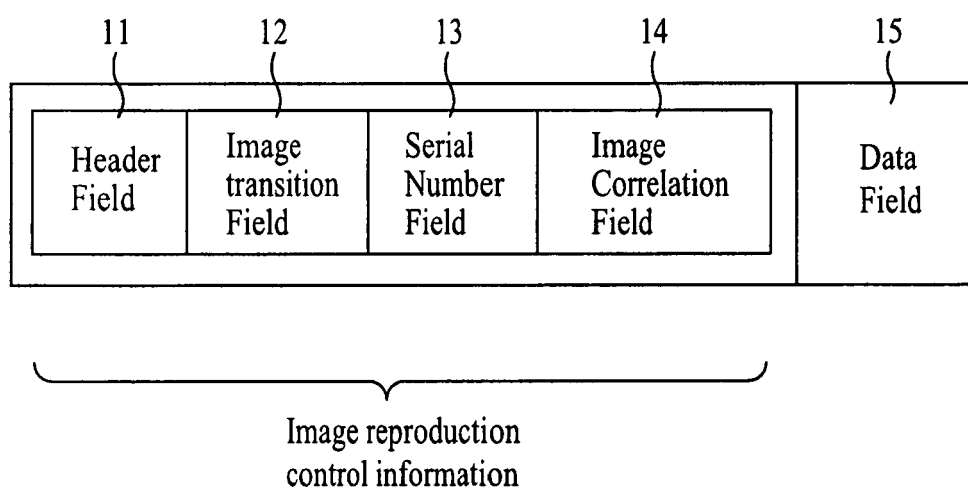 11 12 13 14 15
Header
Field
Image
transition
Field
Serial
Number
Field
Image
Correlation
Field
Data
Field
Image reproduction
control information